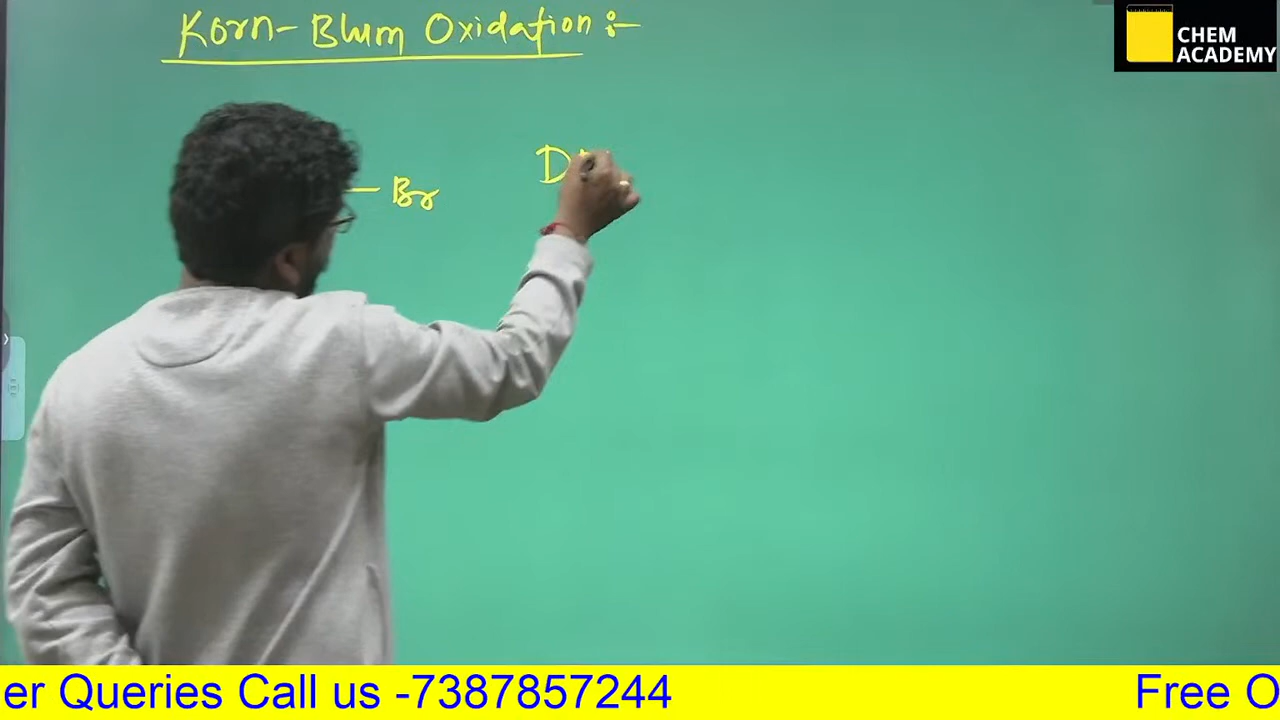 Korn-Blum Oxidation :-
CHEM
ACADEMY
- Br
D
er Queries Call us -7387857244
Free O